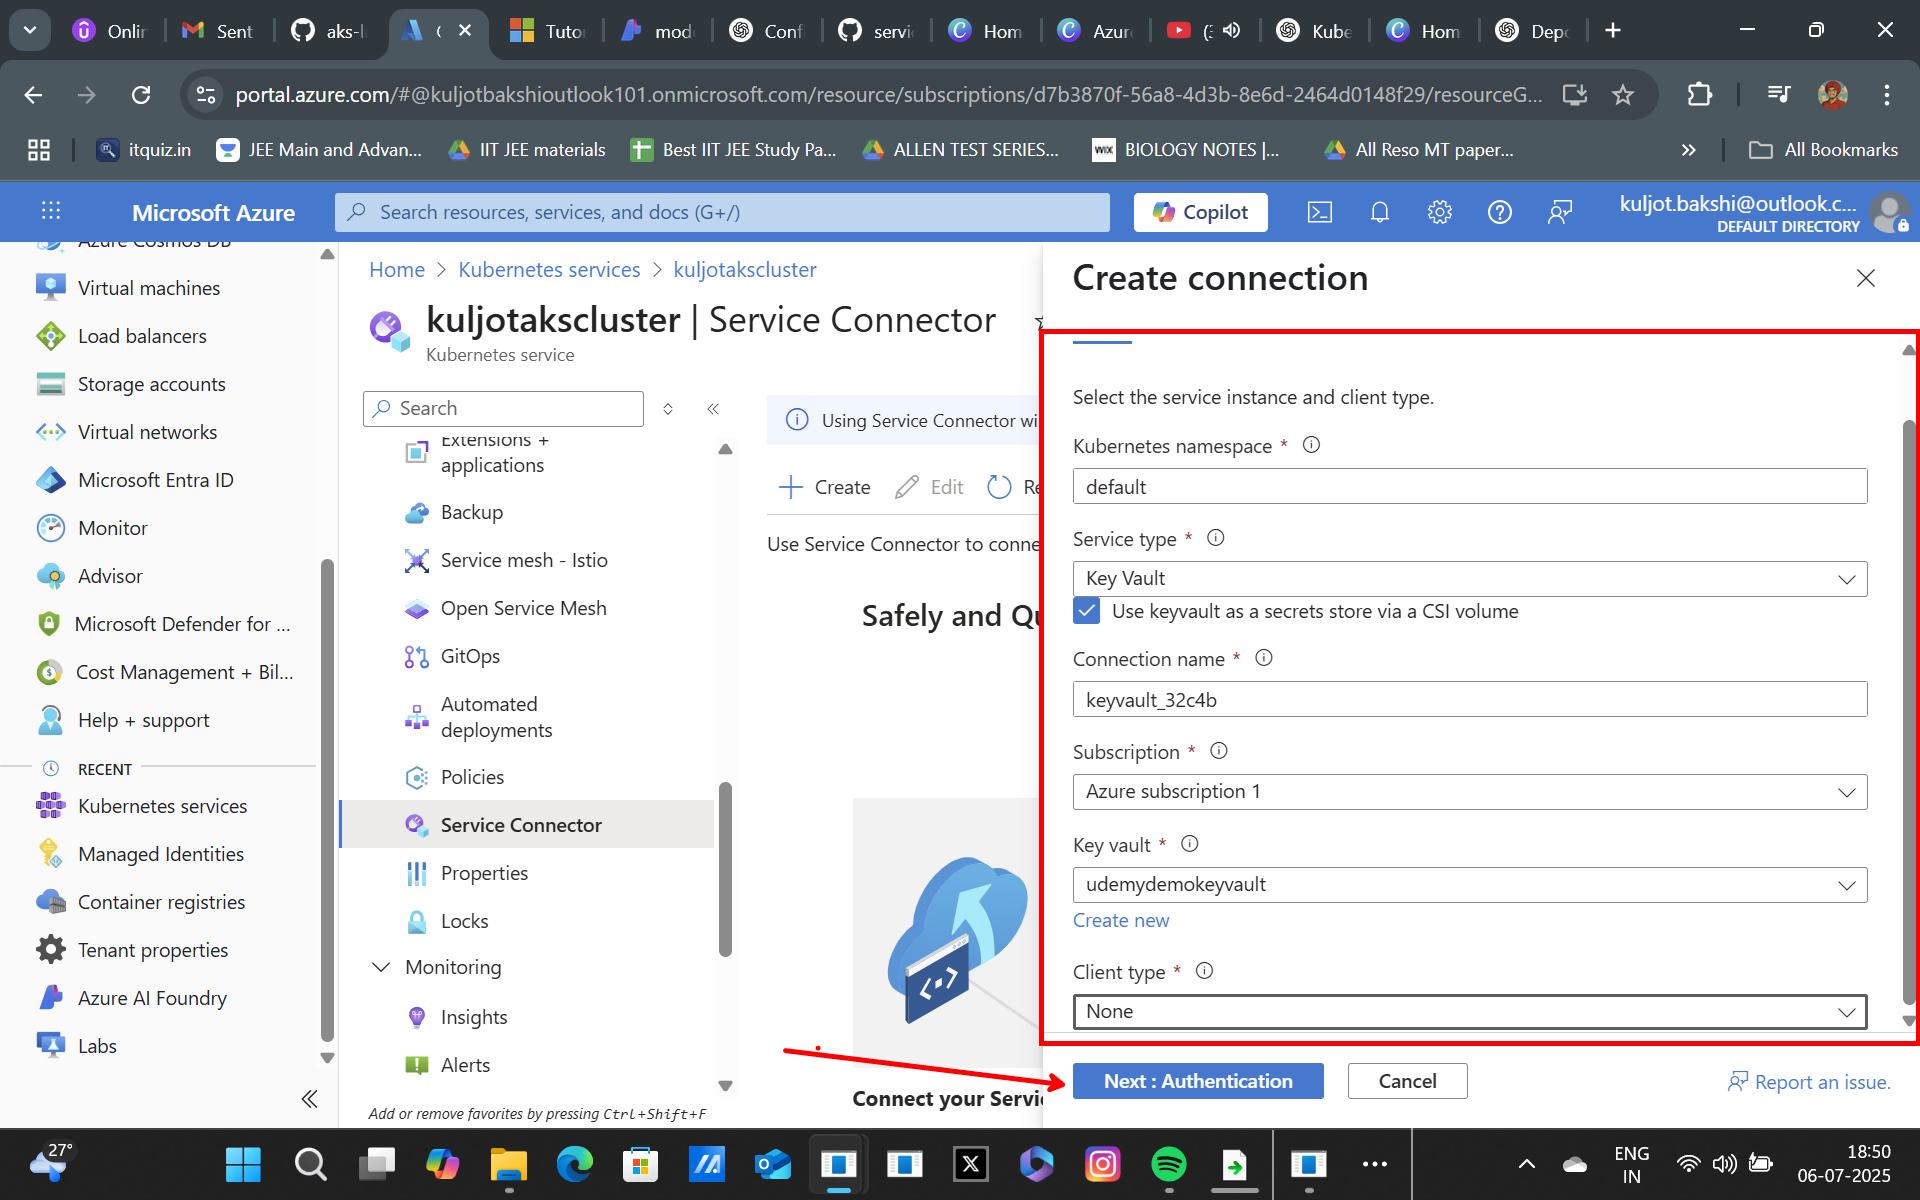 Onlin
Sent
aks-l
Tuto
mod
Conf
servi
Hom
Azur
Kube
Hom
Depo
portal.azure.com/#@kuljotbakshioutlook101.onmicrosoft.com/resource/subscriptions/d7b3870f-56a8-4d3b-8e6d-2464d0148f29/resourceG...
itquiz.in
JEE Main and Advan...
IIT JEE materials
Best IIT JEE Study Pa...
ALLEN TEST SERIES...
WIX BIOLOGY NOTES |...
All Reso MT paper...
All Bookmarks
Microsoft Azure
Search resources, services, and docs (G+/)
Copilot
kuljot.bakshi@outlook.c...
DEFAULT DIRECTORY
Azure Cosmos DB
Virtual machines
Load balancers
Storage accounts
Virtual networks
Microsoft Entra ID
Monitor
Advisor
Microsoft Defender for ...
Cost Management + Bil...
Help + support
RECENT
Kubernetes services
Managed Identities
Container registries
Tenant properties
Azure AI Foundry
Labs
Home > Kubernetes services > kuljotakscluster
kuljotakscluster | Service Connector
Kubernetes service
Search
Extensions +
applications
Backup
Service mesh - Istio
Open Service Mesh
GitOps
Automated
deployments
Policies
Service Connector
Properties
Locks
Monitoring
Insights
Alerts
Add or remove favorites by pressing Ctrl+Shift+F
Using Service Connector wi
Create
Edit
Re
Use Service Connector to conne
Safely and Qu
Connect your Servic
Create connection
Select the service instance and client type.
Kubernetes namespace *
default
Service type *
Key Vault
Use keyvault as a secrets store via a CSI volume
Connection name *
keyvault_32c4b
Subscription *
Azure subscription 1
Key vault *
udemydemokeyvault
Create new
Client type *
None
Next : Authentication
Cancel
Report an issue.
27°
ENG
IN
18:50
06-07-2025